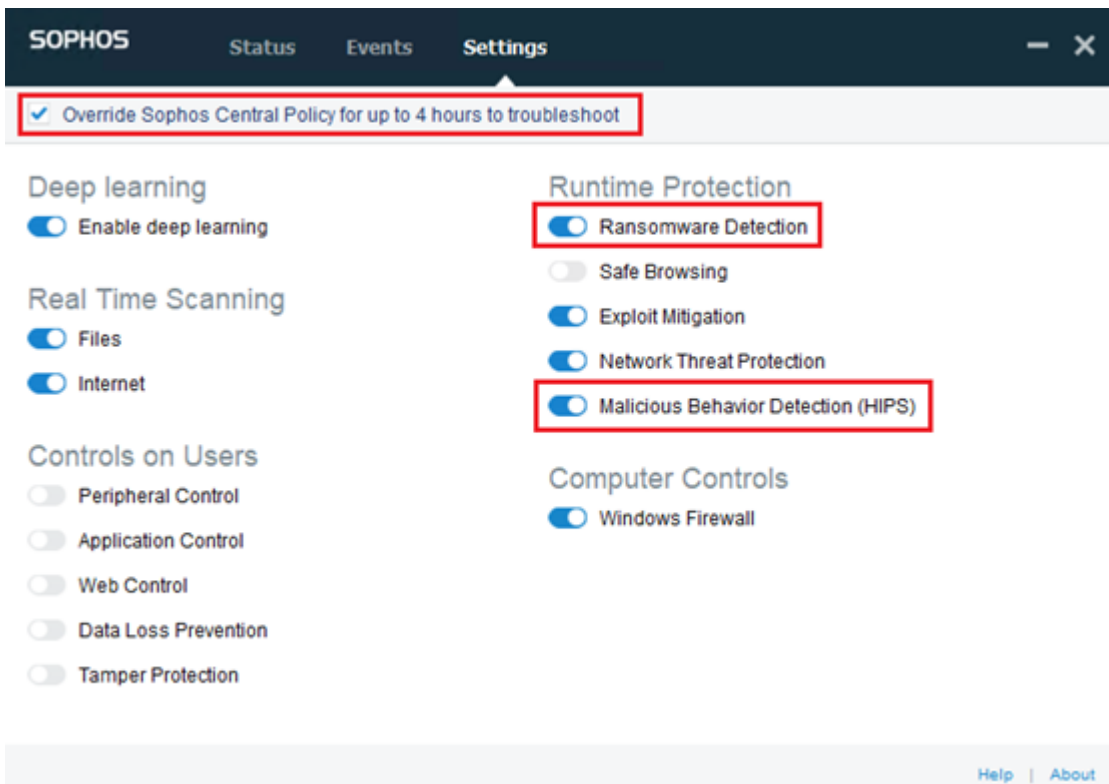 SOPHOS
Status Events Settings
Override Sophos Central Policy for up to 4 hours to troubleshoot
Deep learning
Enable deep learning
Real Time Scanning
Files
Internet
Controls on Users
Peripheral Control
Application Control
Web Control
Data Loss Prevention
Tamper Protection
Runtime Protection
Ransomware Detection
Safe Browsing
Exploit Mitigation
Network Threat Protection
Malicious Behavior Detection (HIPS)
Computer Controls
Windows Firewall
Help | About